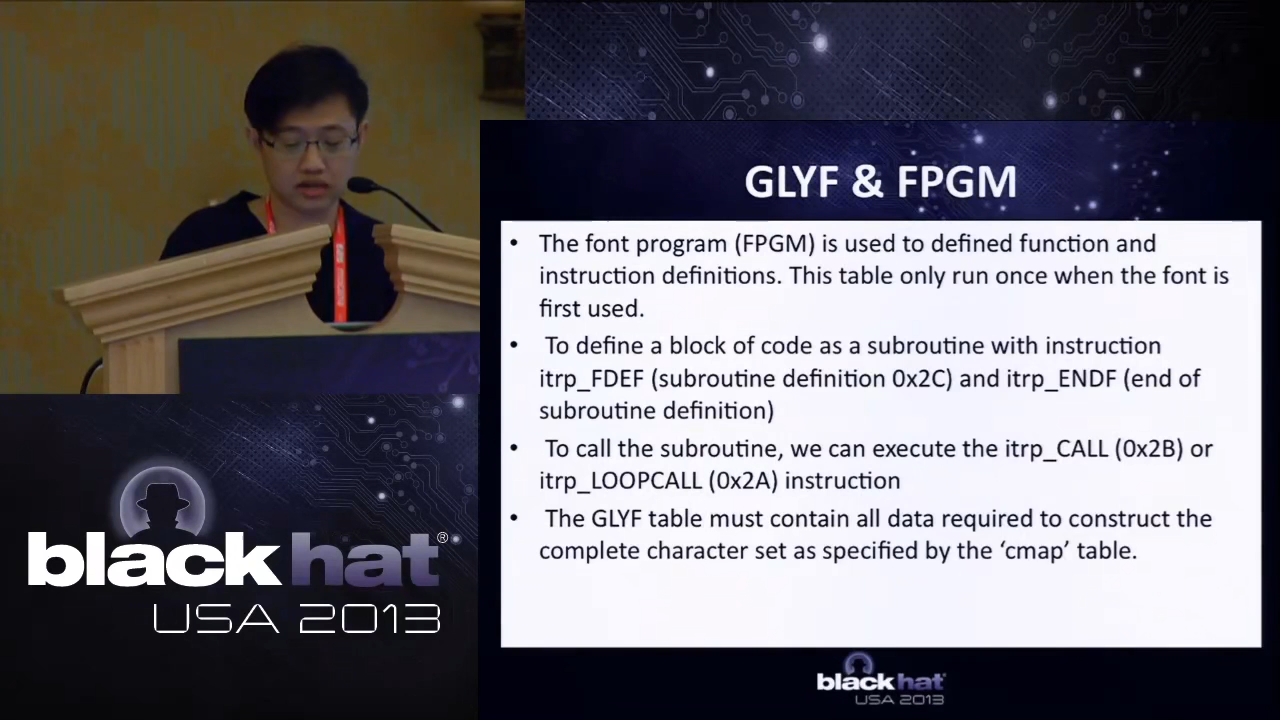 GLYF & FPGM
• The font program (FPGM) is used to defined function and
instruction definitions. This table only run once when the font is
first used.
• To define a block of code as a subroutine with instruction
itrp_FDEF (subroutine definition 0x2C) and itrp_ENDF (end of
subroutine definition)
• To call the subroutine, we can execute the itrp_CALL (0x2B) or
itrp_LOOPCALL (0x2A) instruction
• The GLYF table must contain all data required to construct the
complete character set as specified by the ‘cmap’ table.
black hat®
USA 2013
black hat
USA 2013